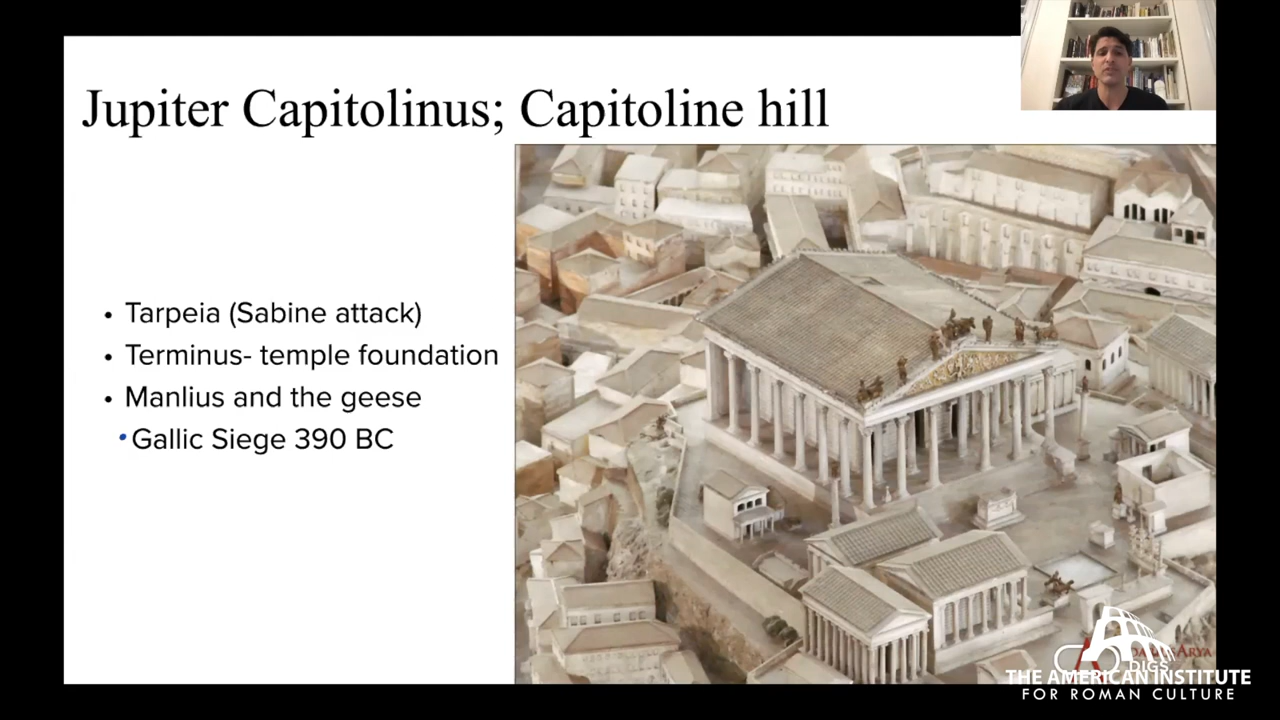 Jupiter Capitolinus; Capitoline hill
• Tarpeia (Sabine attack)
• Terminus- temple foundation
• Manlius and the geese
• Gallic Siege 390 BC
DIGS
THE AMERICAN INSTITUTE
FOR ROMAN CULTURE